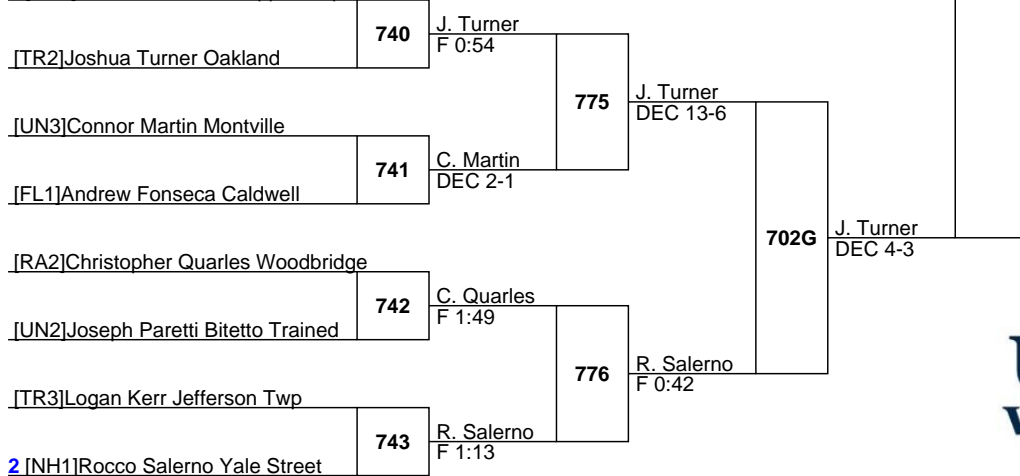 740
J. Turner
F 0:54
[TR2]Joshua Turner Oakland
775
J. Turner
DEC 13-6
[UN3]Connor Martin Montville
741
C. Martin
DEC 2-1
[FL1]Andrew Fonseca Caldwell
702G
J. Turner
DEC 4-3
[RA2]Christopher Quarles Woodbridge
742
C. Quarles
F 1:49
[UN2]Joseph Paretti Bitetto Trained
776
R. Salerno
F 0:42
[TR3]Logan Kerr Jefferson Twp
743
R. Salerno
F 1:13
2 [NH1]Rocco Salerno Yale Street